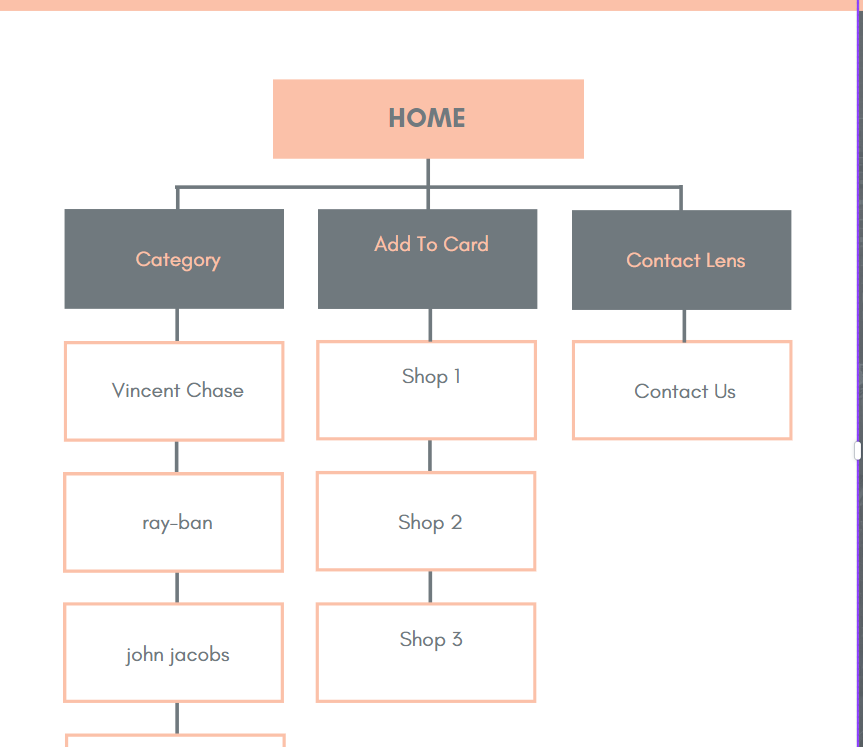 HOME
Category
Add To Card
Contact Lens
Vincent Chase
Shop 1
Contact Us
ray-ban
Shop 2
john jacobs
Shop 3